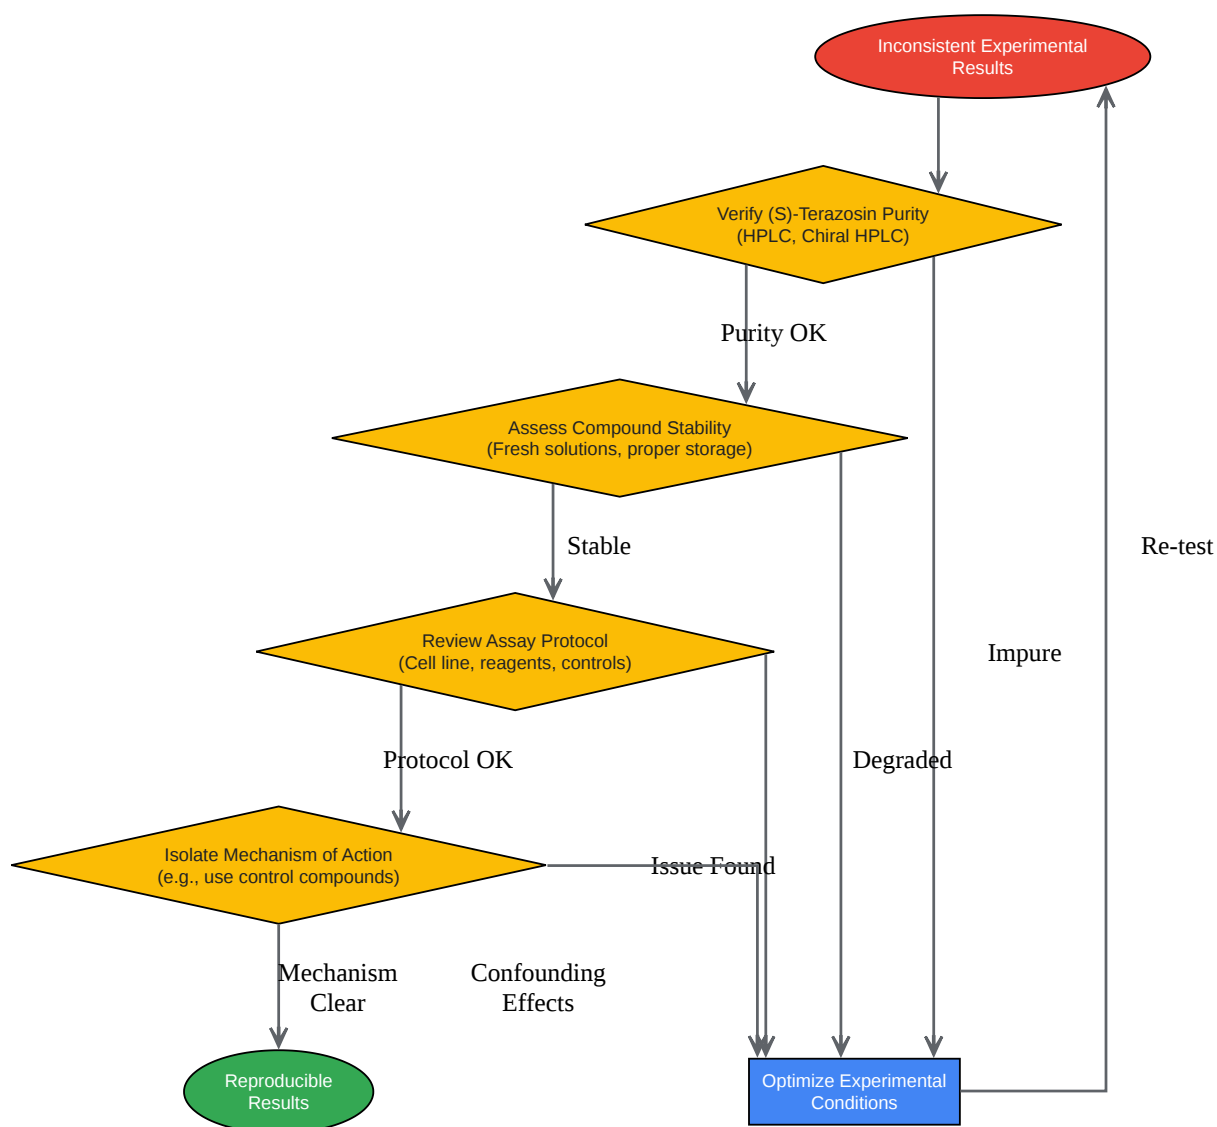 Inconsistent Experimental
Results
Verify (S)-Terazosin Purity
(HPLC, Chiral HPLC)
Purity OK
Assess Compound Stability
(Fresh solutions, proper storage)
Stable
Re-test
Review Assay Protocol
(Cell line, reagents, controls)
Impure
Protocol OK
Degraded
Isolate Mechanism of Action
(e.g., use control compounds)
Issue Found
Mechanism
Clear
Confounding
Effects
Reproducible
Results
Optimize Experimental
Conditions